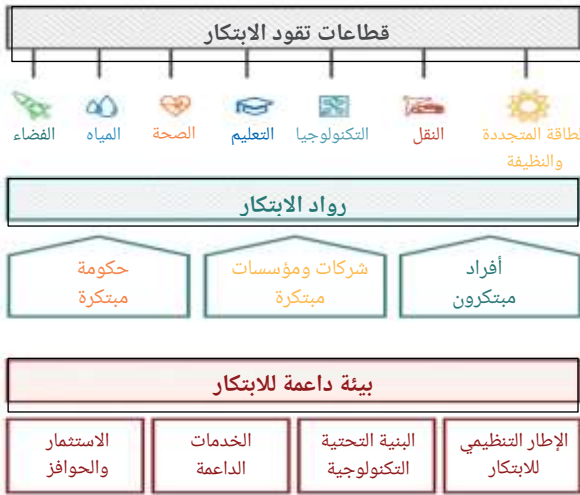 قطاعات تقود الابتكار
الطاقة المتجددة والنظيفة
النقل
التكنولوجيا
التعليم
الصحة
المياه
الفضاء
رواد الابتكار
أفراد
مبتكرون
شركات ومؤسسات
مبتكرة
حكومة
مبتكرة
بيئة داعمة للابتكار
الإطار التنظيمي
للابتكار
البنية التحتية
التكنولوجية
الخدمات
الداعمة
الاستثمار
والحوافز